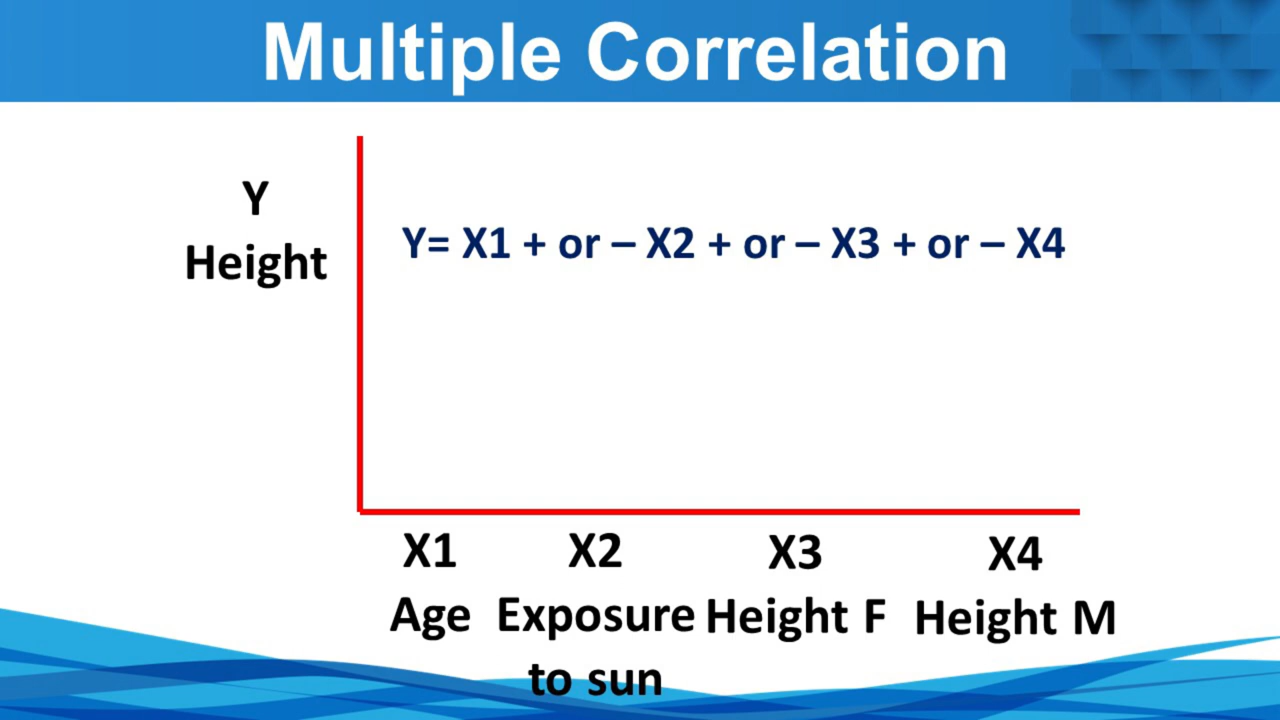 Multiple Correlation
Y
Height
Y= X1 + or – X2 + or – X3 + or – X4
X1 X2 X3 X4
Age Exposure Height F Height M
to sun